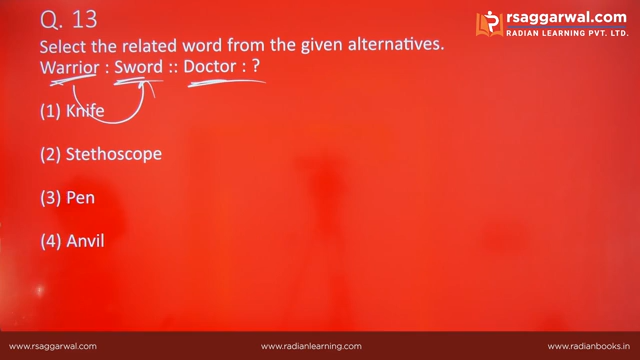 Q. 13
rsaggarwal.com
RADIAN LEARNING PVT. LTD.
Select the related word from the given alternatives.
Warrior : Sword :: Doctor : ?
(1) Knife
(2) Stethoscope
(3) Pen
(4) Anvil
www.rsaggarwal.com
www.radianlearning.com
www.radianbooks.in